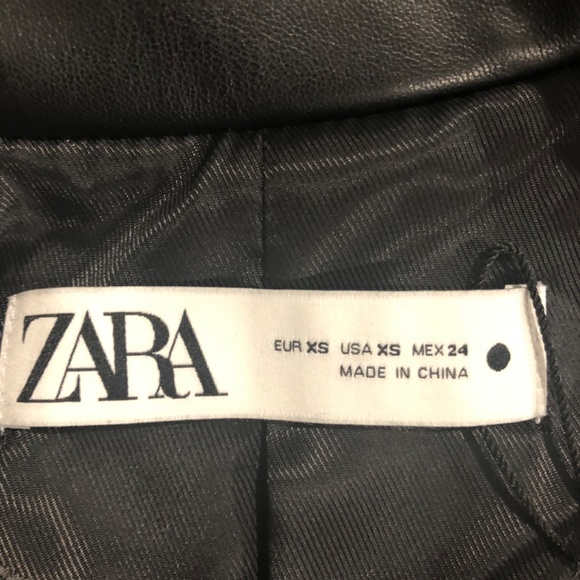 ZARA
EUR XS USA XS MEX 24
MADE IN CHINA